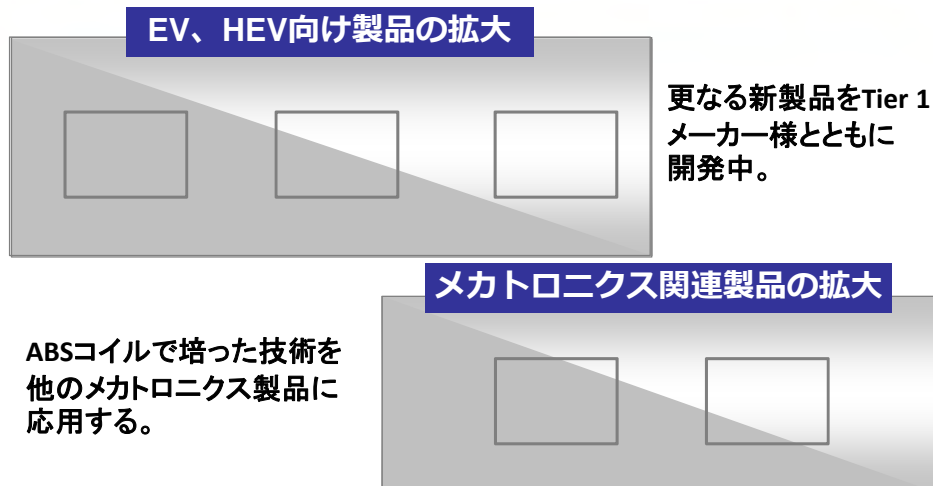 EV、HEV向け製品の拡大
更なる新製品をTier 1
メーカー様とともに
開発中。
メカトロニクス関連製品の拡大
ABSコイルで培った技術を
他のメカトロニクス製品に
応用する。